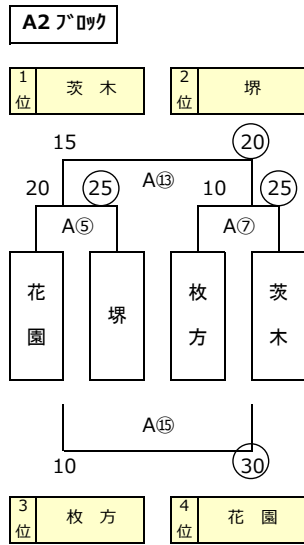 A2 ﾌﾞﾛｯｸ
1位 茨木 2位 堺
15 20
A⑬
20 25 10 25
A⑤ A⑦
花園 堺 枚方 茨木
A⑮
10 30
3位 枚方 4位 花園